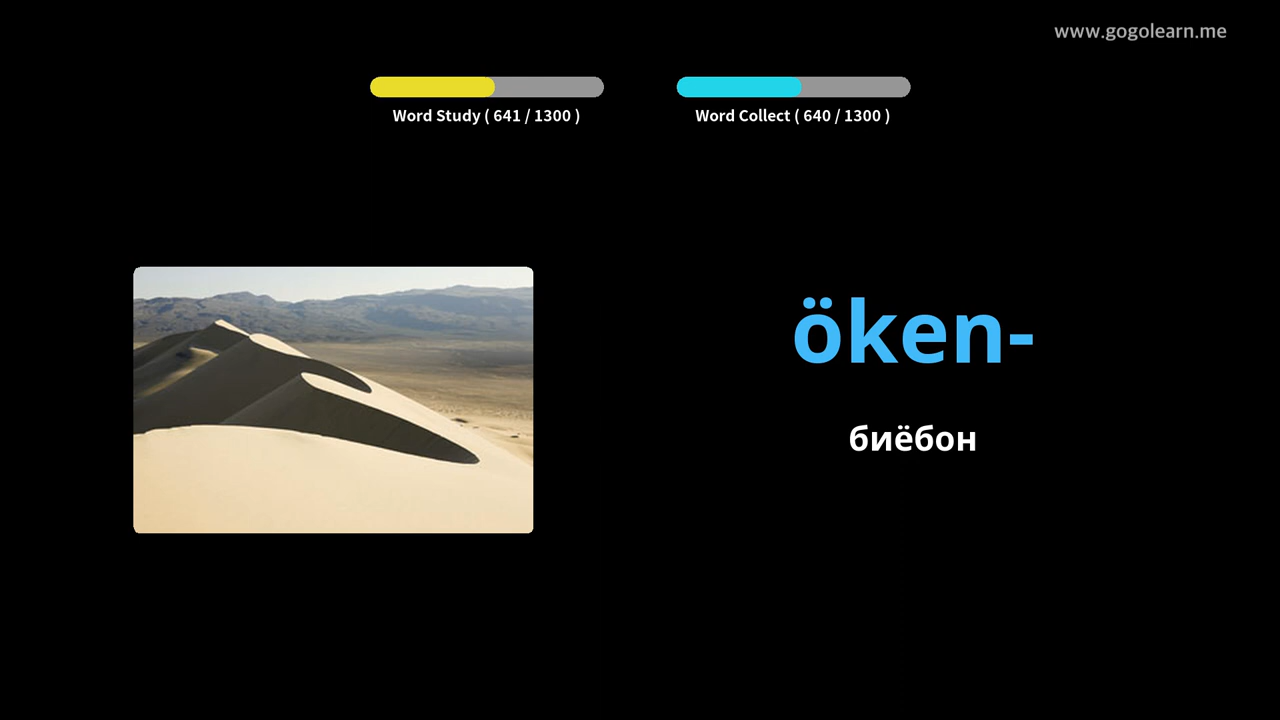 www.gogolearn.me
Word Study ( 641 / 1300 )
Word Collect ( 640 / 1300 )
öken-
биёбон